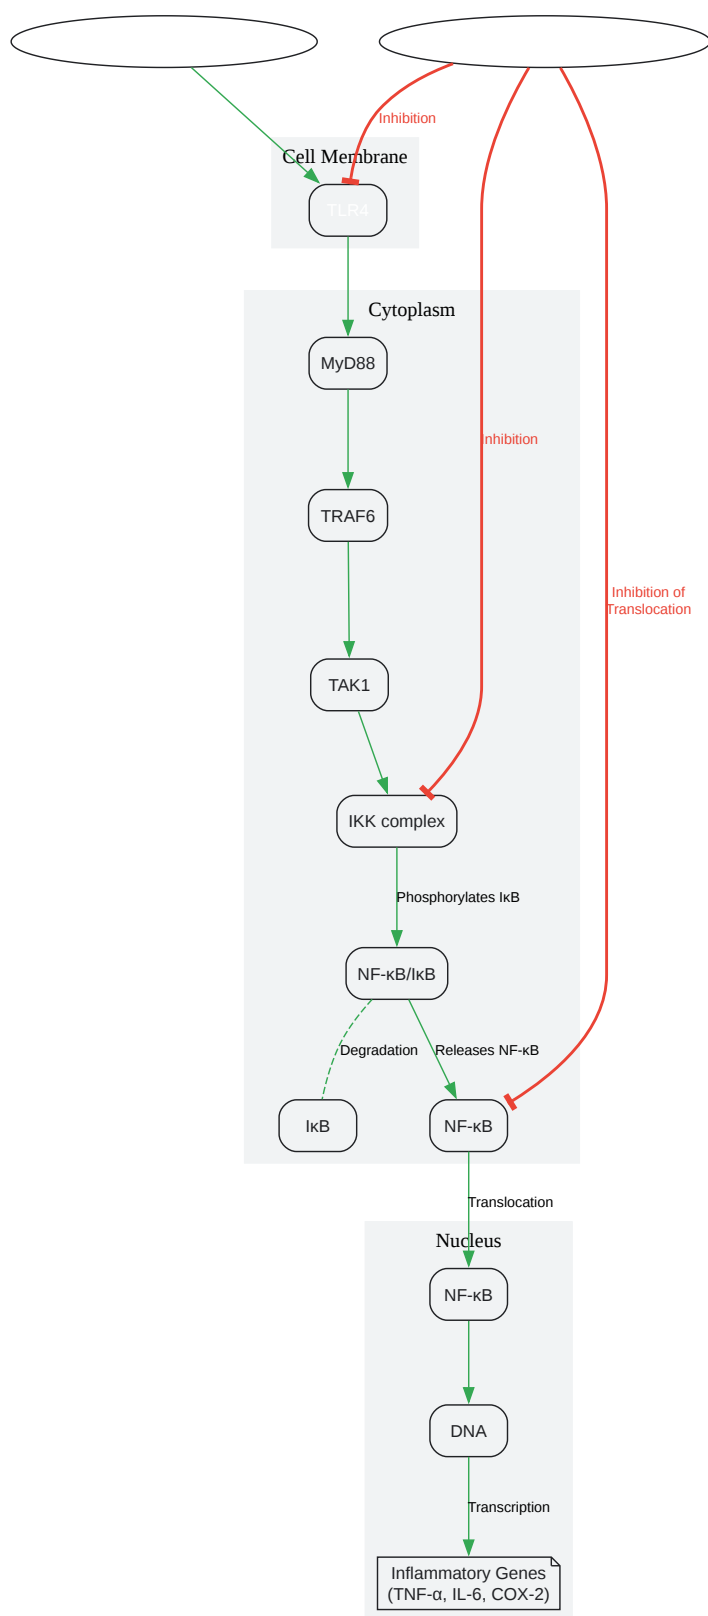 Inhibition
Cell Membrane
TLR4
Cytoplasm
MyD88
Inhibition
TRAF6
Inhibition of
Translocation
TAK1
IKK complex
Phosphorylates IκB
NF-κB/IκB
Degradation
Releases NF-κB
IκB
NF-κB
Translocation
Nucleus
NF-κB
DNA
Transcription
Inflammatory Genes
(TNF-α, IL-6, COX-2)